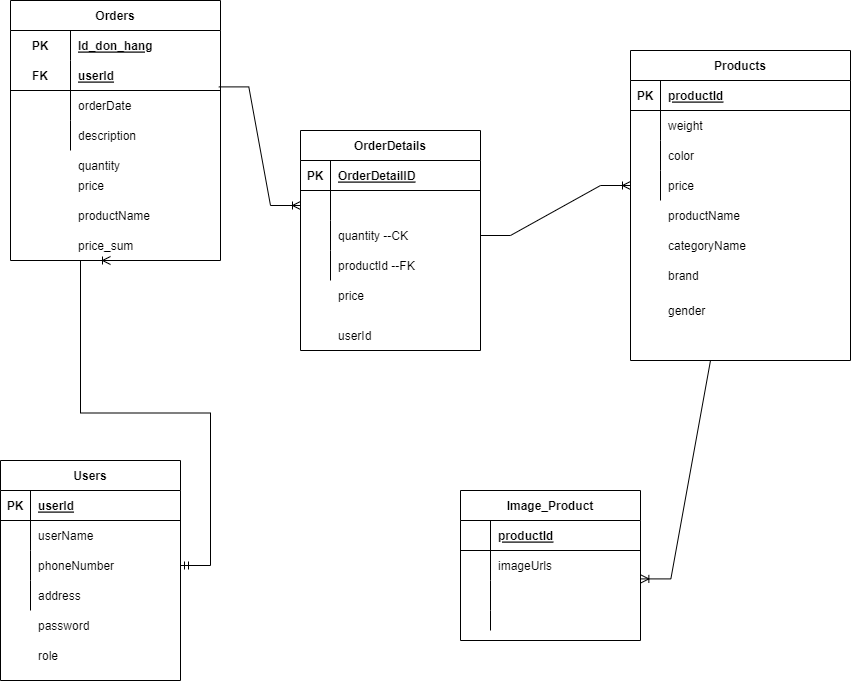 Orders
PK Id_don_hang
FK userId
orderDate
description
quantity
price
productName
price_sum
OrderDetails
PK OrderDetailID
quantity --CK
productId --FK
price
userId
Products
PK productId
weight
color
price
productName
categoryName
brand
gender
Users
PK userId
userName
phoneNumber
address
password
role
Image_Product
productId
imageUrls